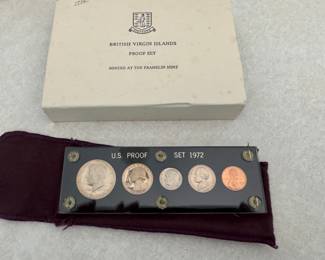 BRITISH VIRGIN ISLANDS
PROOF SET
MINTED AT THE FRANKLIN MINT
U.S. PROOF SET 1972